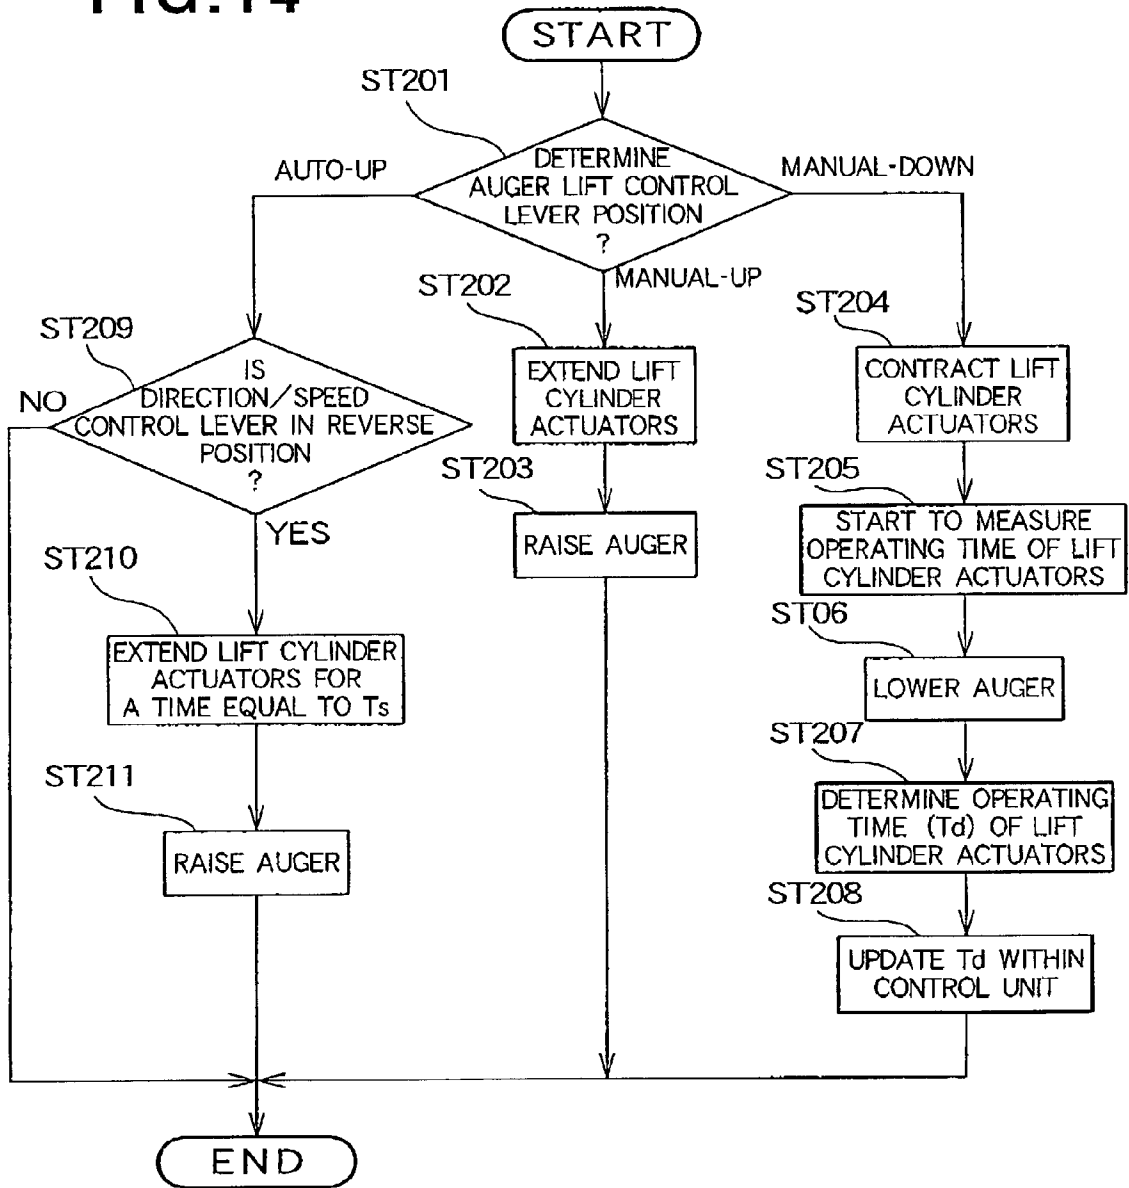 START
ST201
DETERMINE
AUGER LIFT CONTROL
LEVER POSITION
?
AUTO-UP
MANUAL-DOWN
MANUAL-UP
ST209
IS
DIRECTION/SPEED
CONTROL LEVER IN REVERSE
POSITION
?
NO
YES
ST210
EXTEND LIFT CYLINDER
ACTUATORS FOR
A TIME EQUAL TO Ts
ST211
RAISE AUGER
ST202
EXTEND LIFT
CYLINDER
ACTUATORS
ST203
RAISE AUGER
ST204
CONTRACT LIFT
CYLINDER
ACTUATORS
ST205
START TO MEASURE
OPERATING TIME OF LIFT
CYLINDER ACTUATORS
ST06
LOWER AUGER
ST207
DETERMINE OPERATING
TIME (Td) OF LIFT
CYLINDER ACTUATORS
ST208
UPDATE Td WITHIN
CONTROL UNIT
END